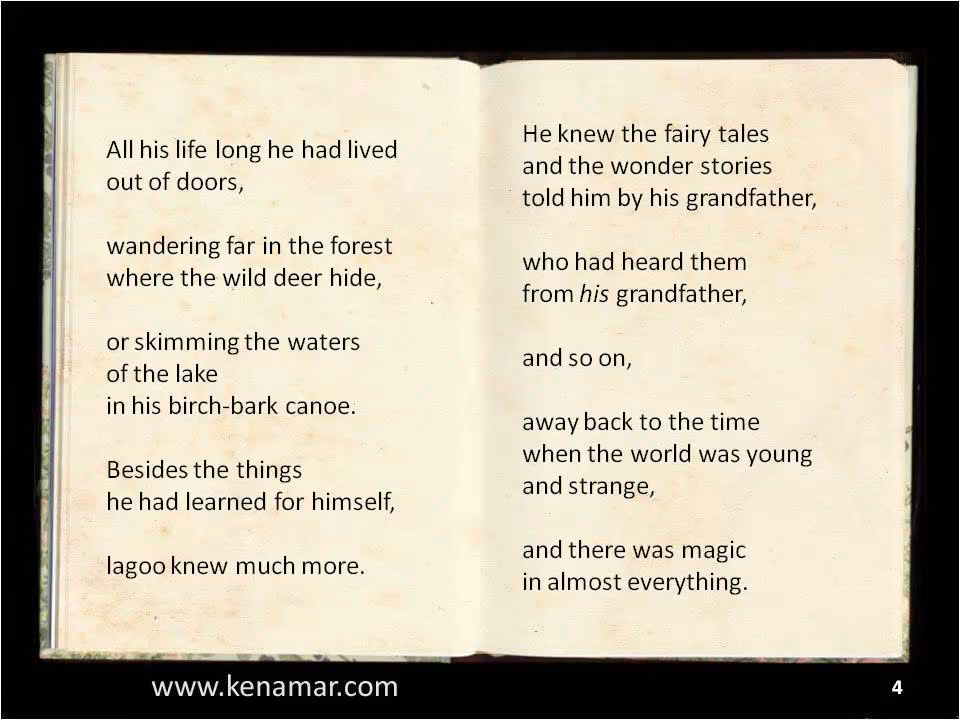 All his life long he had lived
out of doors,
wandering far in the forest
where the wild deer hide,
or skimming the waters
of the lake
in his birch-bark canoe.
Besides the things
he had learned for himself,
lagoo knew much more.
He knew the fairy tales
and the wonder stories
told him by his grandfather,
who had heard them
from his grandfather,
and so on,
away back to the time
when the world was young
and strange,
and there was magic
in almost everything.
www.kenamar.com
4